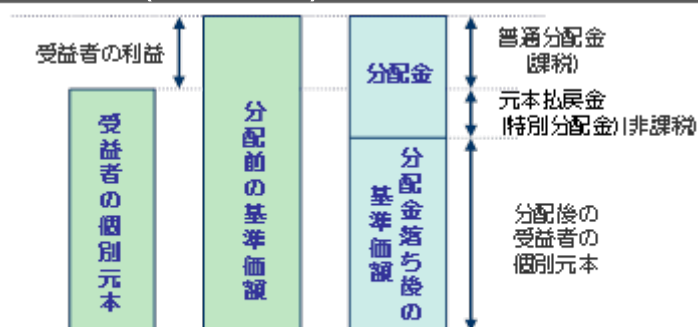 受益者の利益
受益者の個別元本
分配前の基準価額
分配金
分配金落ち後の
基準価額
普通分配金
(課税)
元本払戻金
(特別分配金)(非課税)
分配後の
受益者の
個別元本